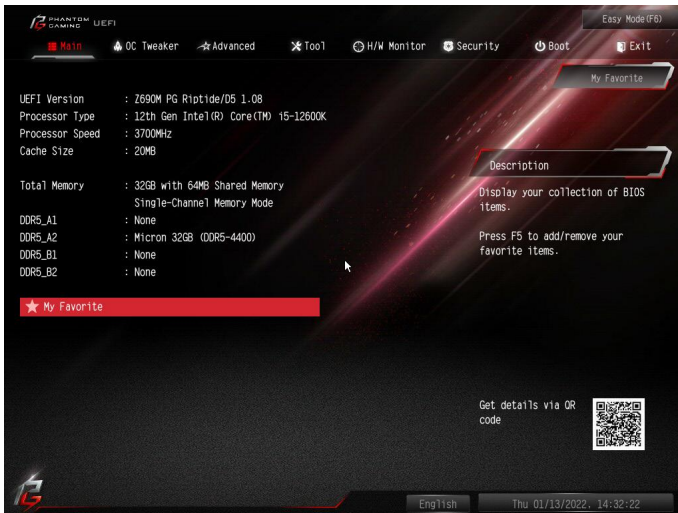 PHANTOM GAMING UEFI
Easy Mode(F6)
Main OC Tweaker Advanced Tool H/W Monitor Security Boot Exit
My Favorite
UEFI Version : Z690M PG Riptide/D5 1.08
Processor Type : 12th Gen Intel(R) Core(TM) i5-12600K
Processor Speed : 3700MHz
Cache Size : 20MB
Total Memory : 32GB with 64MB Shared Memory
Single-Channel Memory Mode
DDR5_A1 : None
DDR5_A2 : Micron 32GB (DDR5-4400)
DDR5_B1 : None
DDR5_B2 : None
My Favorite
Description
Display your collection of BIOS
items.
Press F5 to add/remove your
favorite items.
Get details via QR
code
English
Thu 01/13/2022, 14:32:22